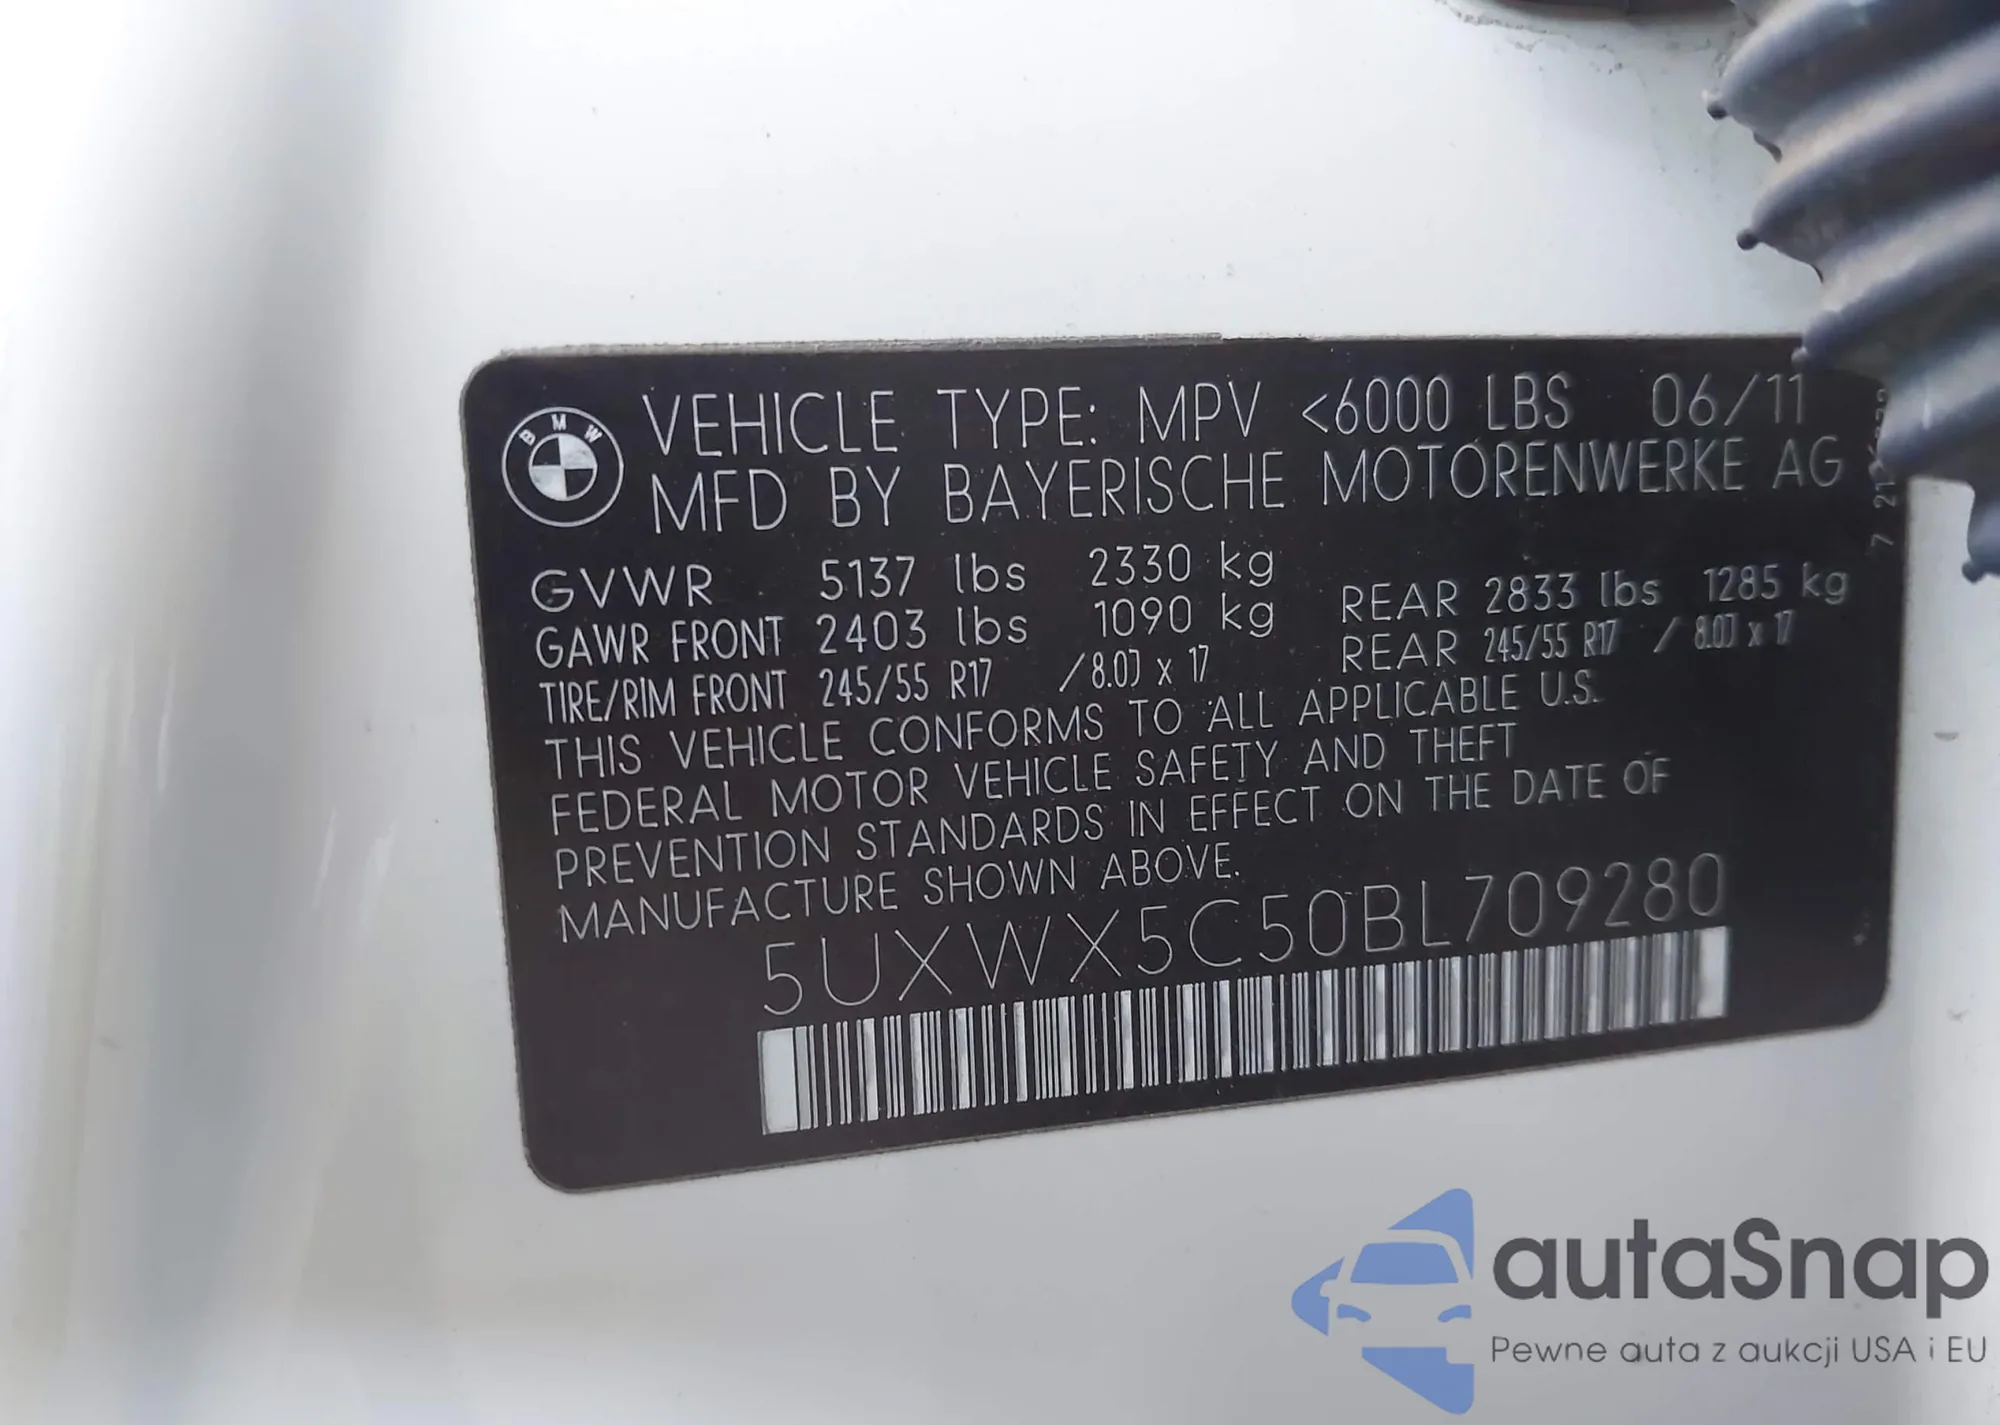 BMW
VEHICLE TYPE: MPV <6000 LBS 06/11
MFD BY BAYERISCHE MOTORENWERKE AG
GVWR 5137 lbs 2330 kg
GAWR FRONT 2403 lbs 1090 kg REAR 2833 lbs 1285 kg
TIRE/RIM FRONT 245/55 R17 /8.0J x 17 REAR 245/55 R17 / 8.0J x 17
THIS VEHICLE CONFORMS TO ALL APPLICABLE U.S.
FEDERAL MOTOR VEHICLE SAFETY AND THEFT
PREVENTION STANDARDS IN EFFECT ON THE DATE OF
MANUFACTURE SHOWN ABOVE.
5UXWX5C50BL709280
autaSnap
Pewne auta z aukcji USA i EU